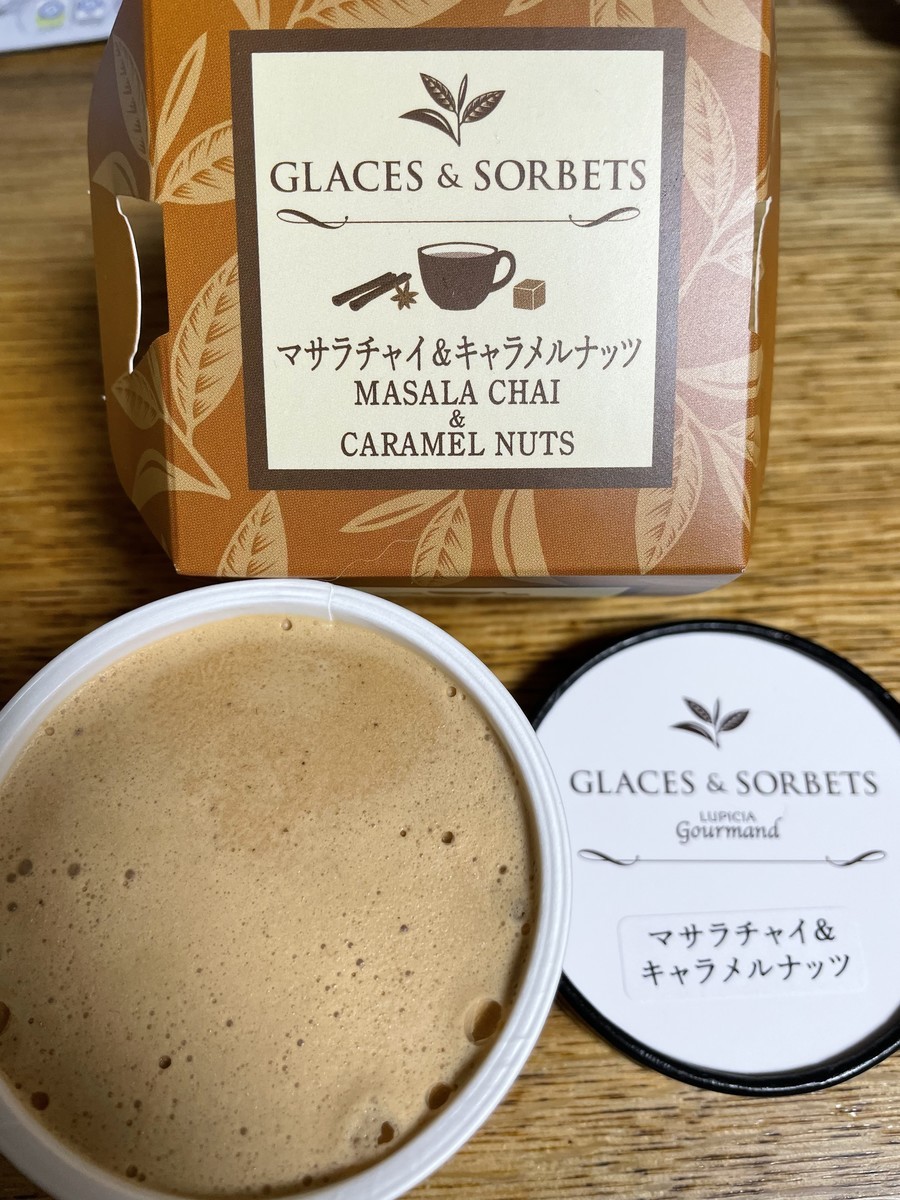 GLACES & SORBETS
マサラチャイ&キャラメルナッツ
MASALA CHAI
&
CARAMEL NUTS
GLACES & SORBETS
LUPICIA
Gourmand
マサラチャイ&
キャラメルナッツ